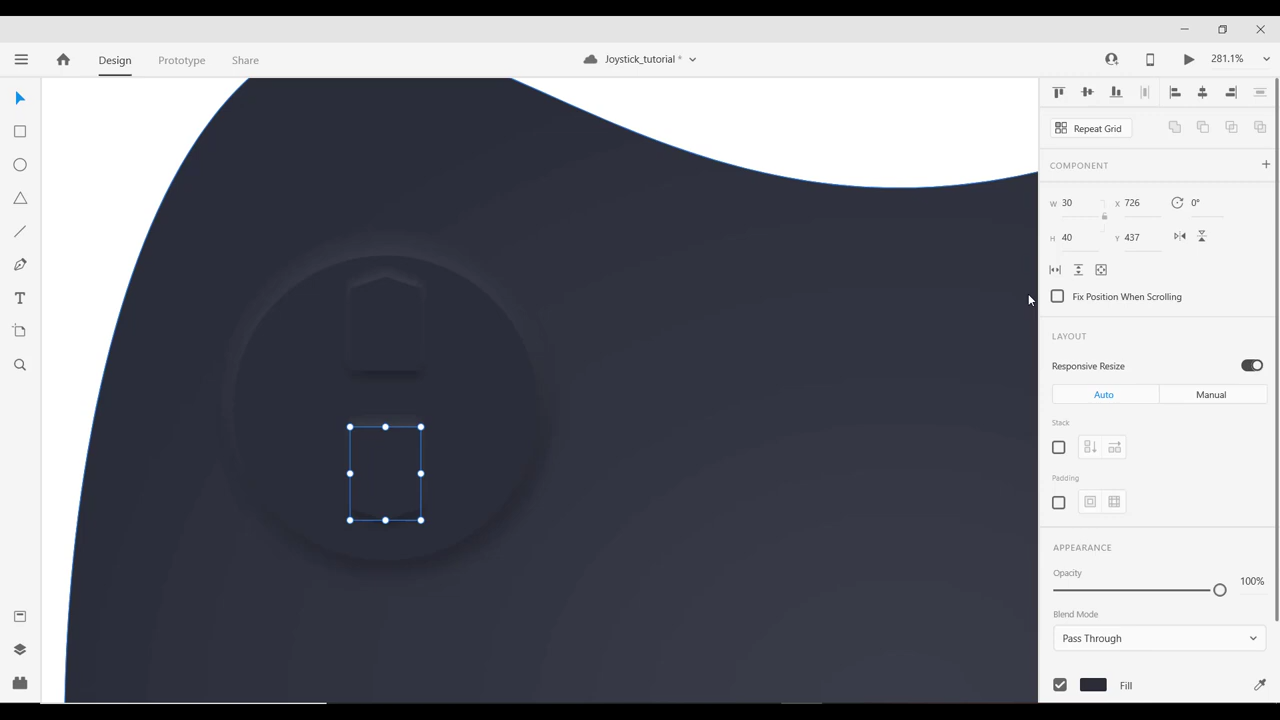 Design
Prototype
Share
Joystick_tutorial *
281.1%
Repeat Grid
COMPONENT
W 30
X 726
0°
H 40
Y 437
Fix Position When Scrolling
LAYOUT
Responsive Resize
Auto
Manual
Stack
Padding
APPEARANCE
Opacity
100%
Blend Mode
Pass Through
Fill